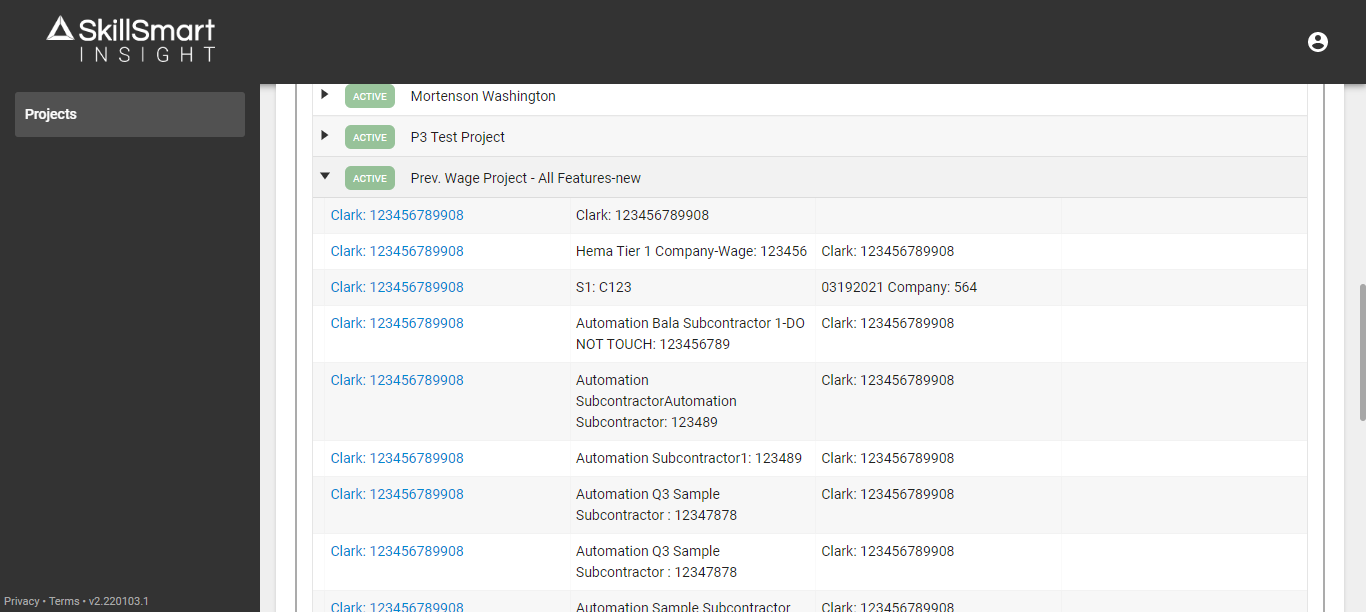 SkillSmart
INSIGHT
Projects
ACTIVE Mortenson Washington
ACTIVE P3 Test Project
ACTIVE Prev. Wage Project - All Features-new
Clark: 123456789908 Clark: 123456789908
Clark: 123456789908 Hema Tier 1 Company-Wage: 123456 Clark: 123456789908
Clark: 123456789908 S1: C123 03192021 Company: 564
Clark: 123456789908 Automation Bala Subcontractor 1-DO Clark: 123456789908
NOT TOUCH: 123456789
Clark: 123456789908 Automation Clark: 123456789908
SubcontractorAutomation
Subcontractor: 123489
Clark: 123456789908 Automation Subcontractor1: 123489 Clark: 123456789908
Clark: 123456789908 Automation Q3 Sample Clark: 123456789908
Subcontractor : 12347878
Clark: 123456789908 Automation Q3 Sample Clark: 123456789908
Subcontractor : 12347878
Clark: 123456789908 Automation Sample Subcontractor Clark: 123456789908
Privacy • Terms • v2.220103.1